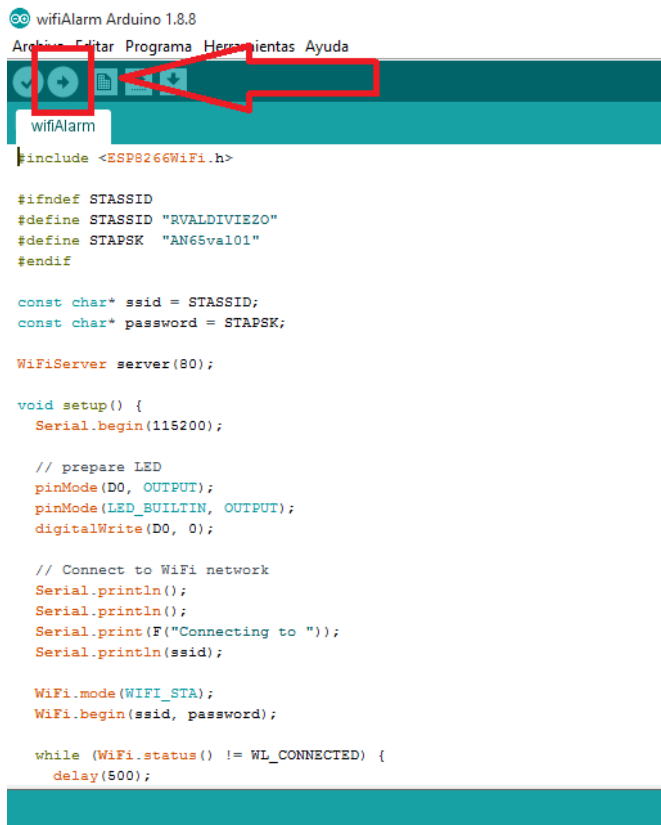 wifiAlarm Arduino 1.8.8
Archivo Editar Programa Herramientas Ayuda
wifiAlarm
#include <ESP8266WiFi.h>

#ifndef STASSID
#define STASSID "RVALDIVIEZO"
#define STAPSK  "AN65val01"
#endif

const char* ssid = STASSID;
const char* password = STAPSK;

WiFiServer server(80);

void setup() {
  Serial.begin(115200);

  // prepare LED
  pinMode(D0, OUTPUT);
  pinMode(LED_BUILTIN, OUTPUT);
  digitalWrite(D0, 0);

  // Connect to WiFi network
  Serial.println();
  Serial.println();
  Serial.print(F("Connecting to "));
  Serial.println(ssid);

  WiFi.mode(WIFI_STA);
  WiFi.begin(ssid, password);

  while (WiFi.status() != WL_CONNECTED) {
    delay(500);